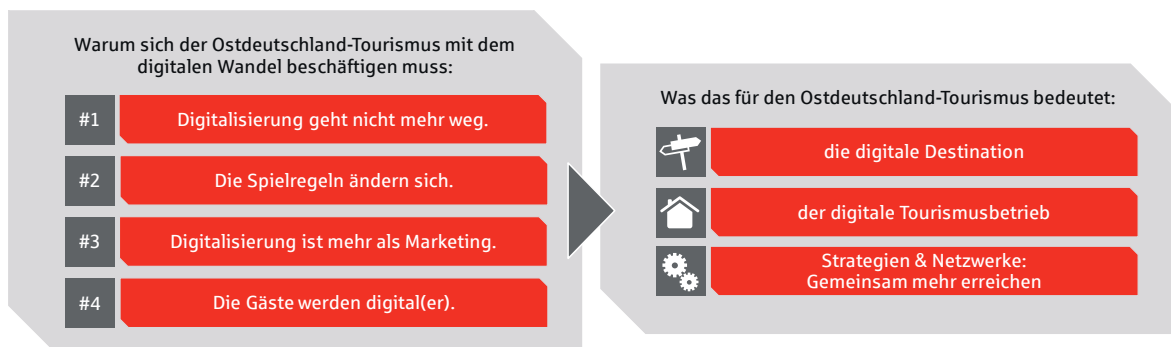 Warum sich der Ostdeutschland-Tourismus mit dem
digitalen Wandel beschäftigen muss:
#1 Digitalisierung geht nicht mehr weg.
#2 Die Spielregeln ändern sich.
#3 Digitalisierung ist mehr als Marketing.
#4 Die Gäste werden digital(er).
Was das für den Ostdeutschland-Tourismus bedeutet:
die digitale Destination
der digitale Tourismusbetrieb
Strategien & Netzwerke:
Gemeinsam mehr erreichen